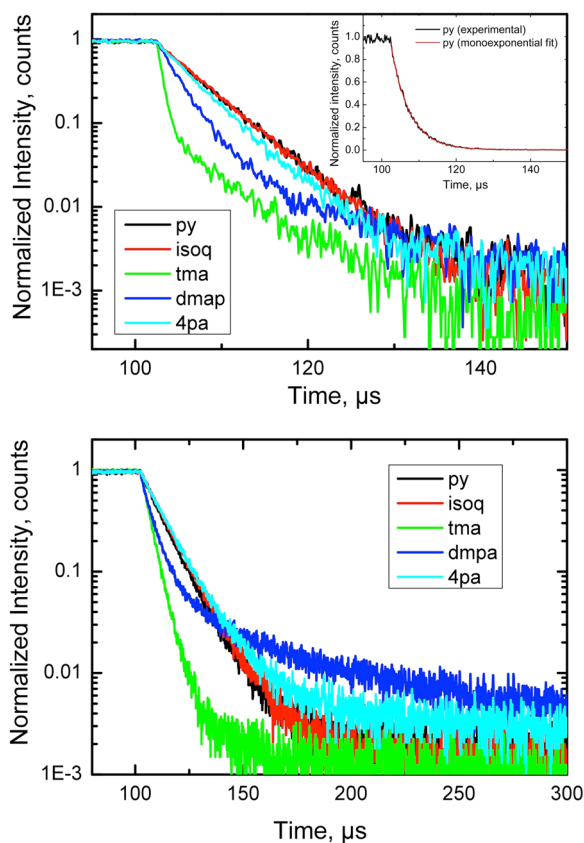 Normalized Intensity, counts
1
0.1
0.01
1E-3
100
120
140
Time, µs
py
isoq
tma
dmap
4pa
Normalized intensity, counts
1.0
0.8
0.6
0.4
0.2
0.0
100
120
140
Time, µs
py (experimental)
py (monoexponential fit)
Normalized Intensity, counts
1
0.1
0.01
1E-3
100
150
200
250
300
Time, µs
py
isoq
tma
dmpa
4pa